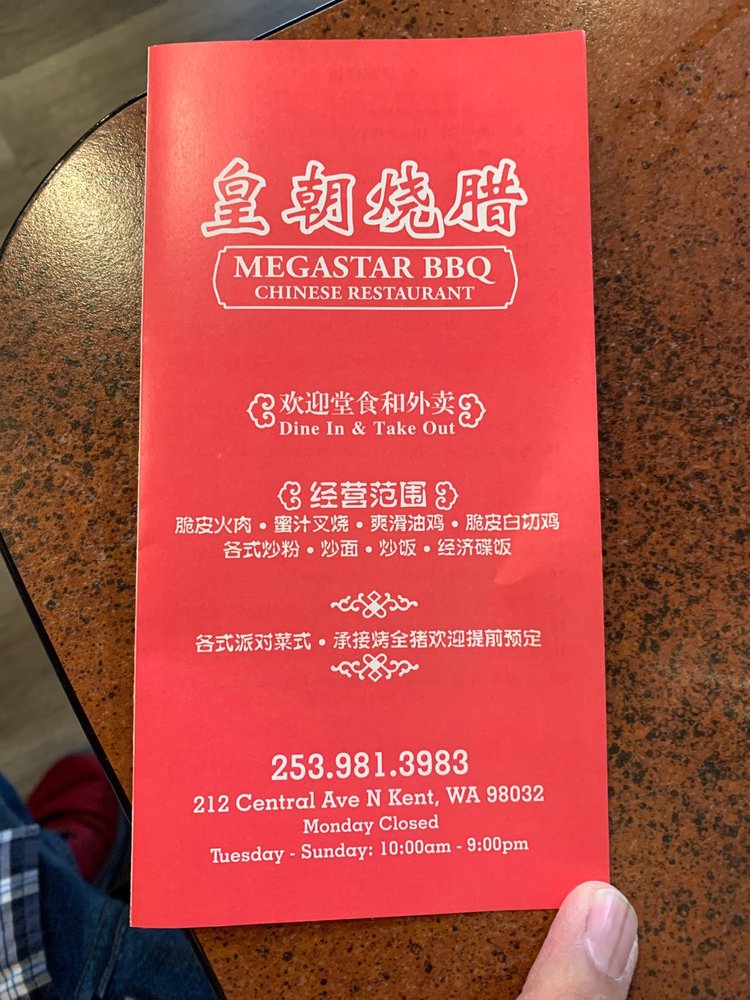 皇朝烧腊
MEGASTAR BBQ
CHINESE RESTAURANT
欢迎堂食和外卖
Dine In & Take Out
经营范围
脆皮火肉 • 蜜汁叉烧 • 爽滑油鸡 • 脆皮白切鸡
各式炒粉 • 炒面 • 炒饭 • 经济碟饭
各式派对菜式 • 承接烤全猪欢迎提前预定
253.981.3983
212 Central Ave N Kent, WA 98032
Monday Closed
Tuesday - Sunday: 10:00am - 9:00pm